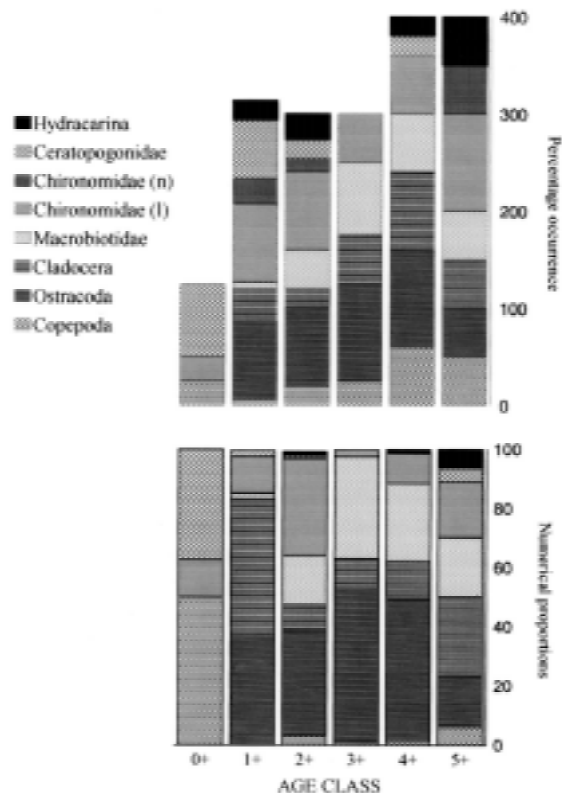 Hydracarina
Ceratopogonidae
Chironomidae (n)
Chironomidae (l)
Macrobiotidae
Cladocera
Ostracoda
Copepoda
400
300
200
100
0
Percentage occurrence
100
80
60
40
20
0
Numerical proportions
0+ 1+ 2+ 3+ 4+ 5+
AGE CLASS